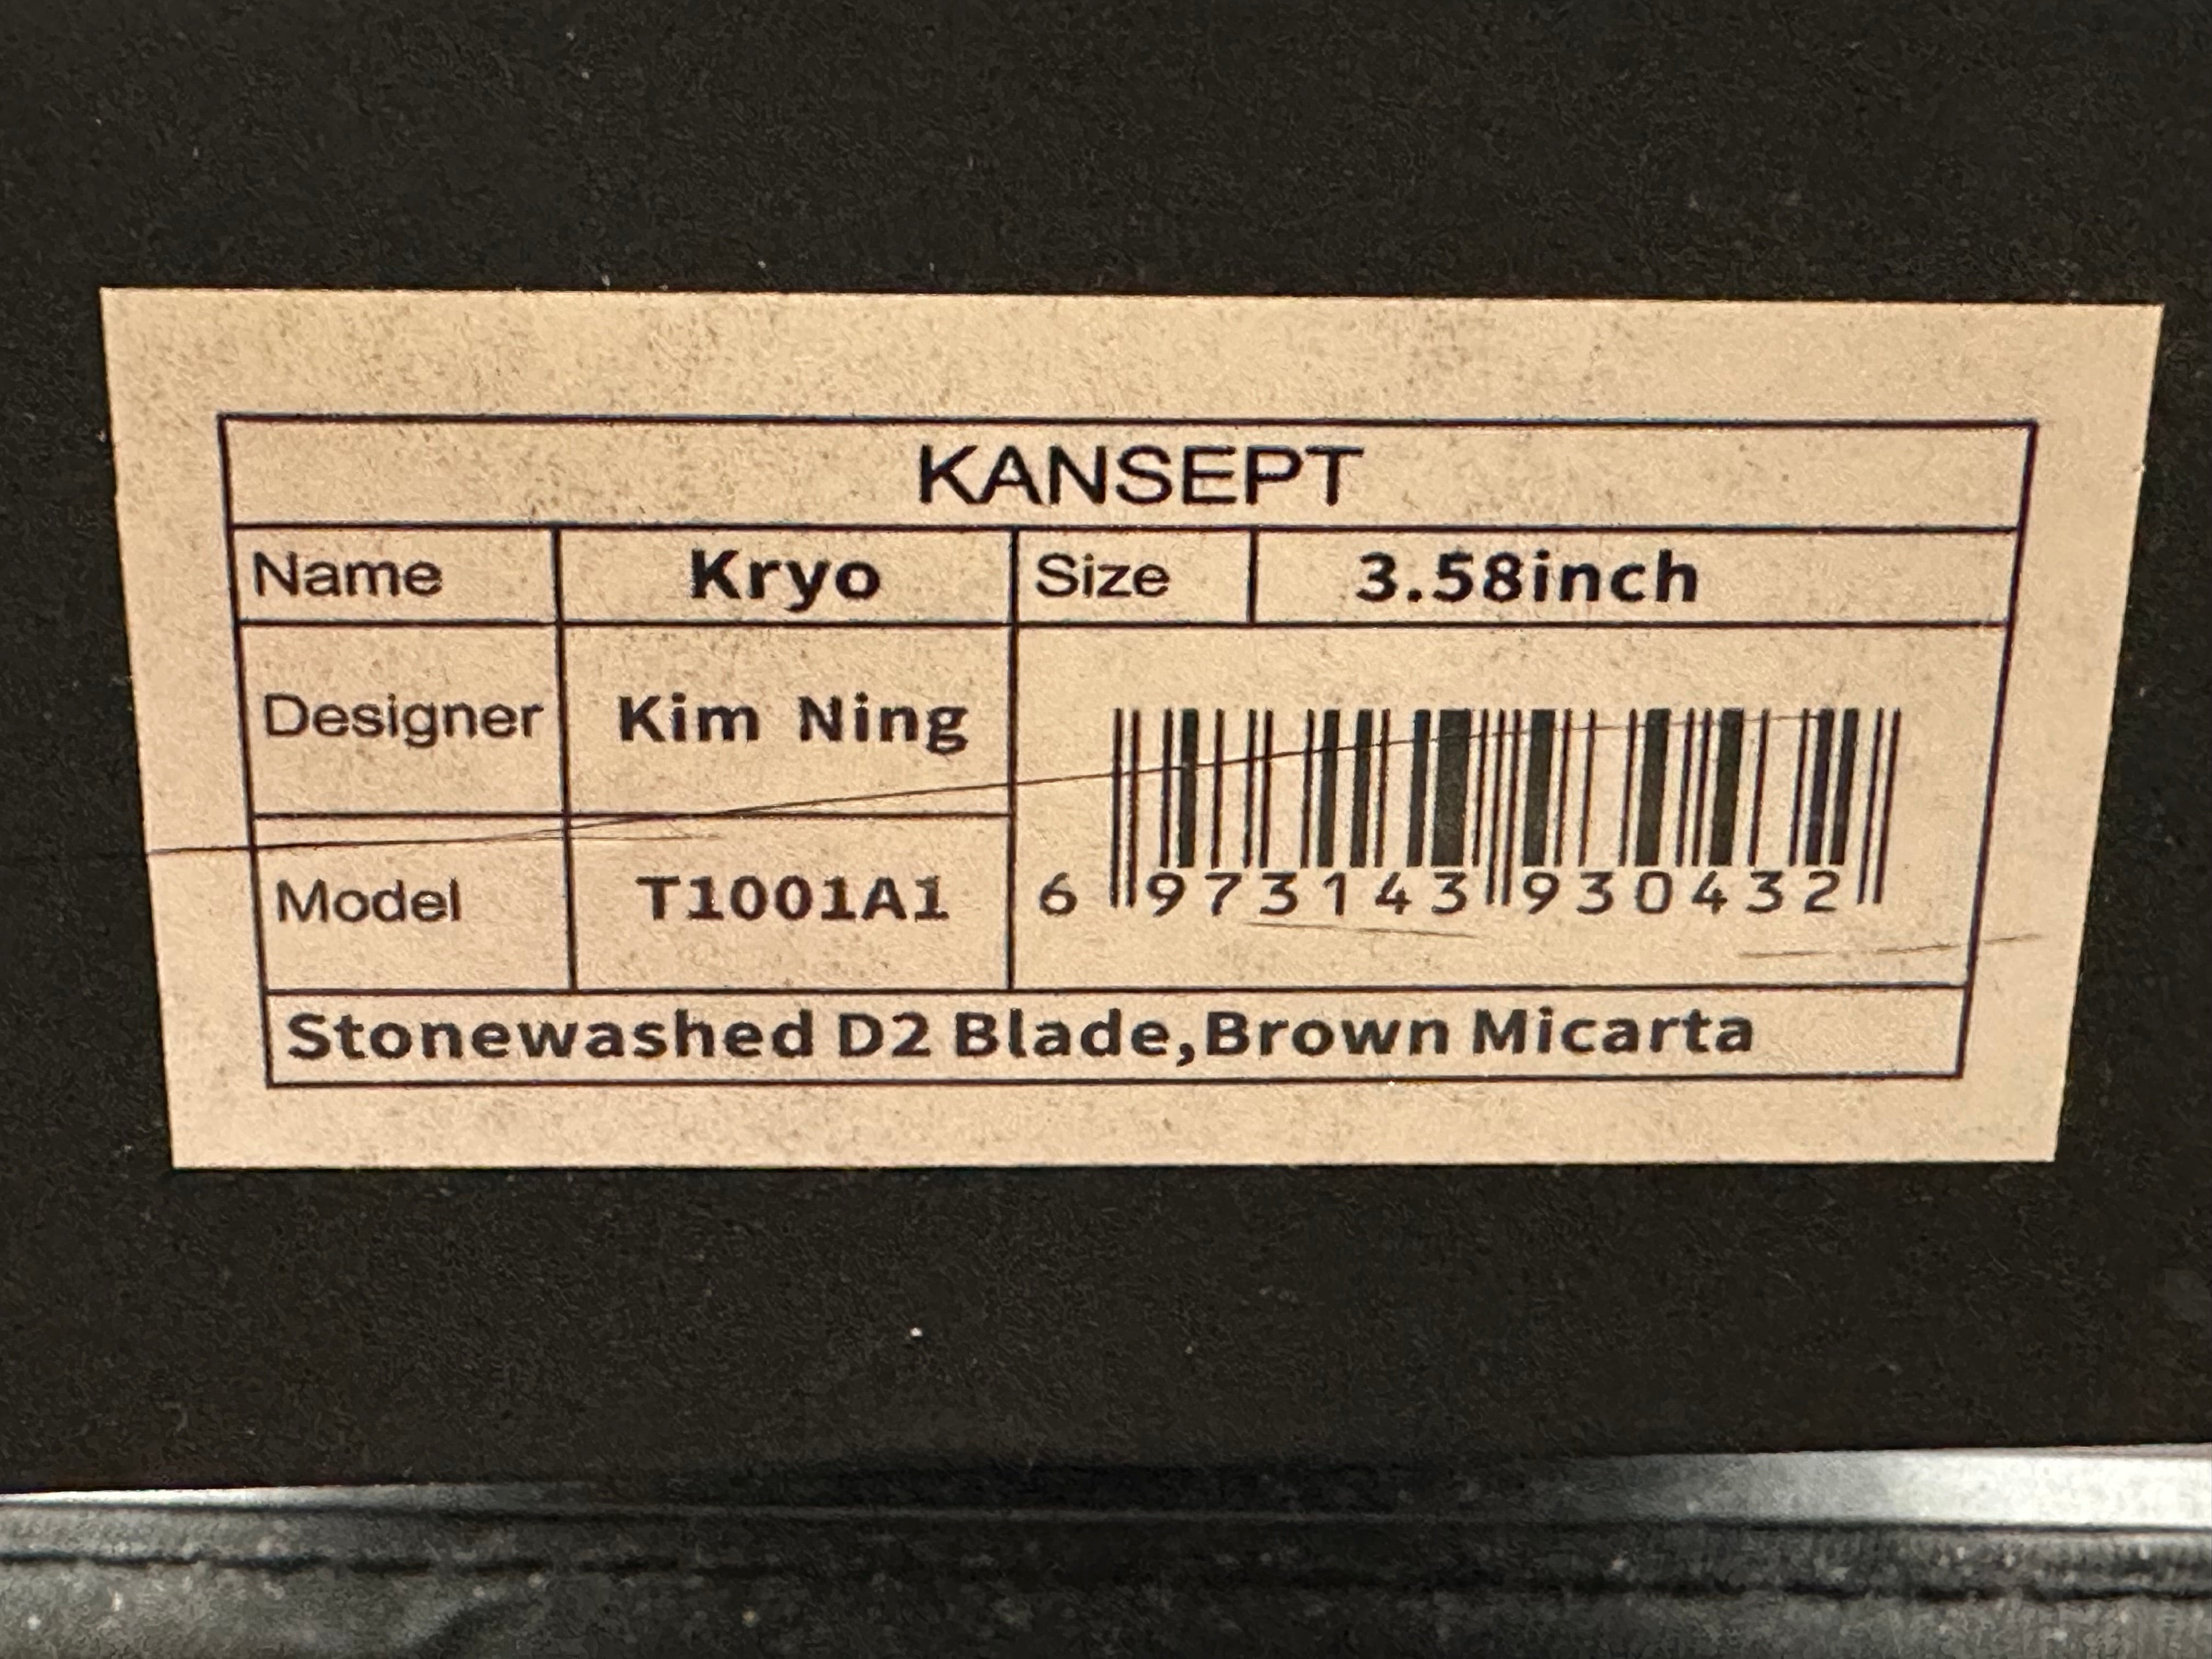 KANSEPT
Name Kryo Size 3.58inch
Designer Kim Ning
Model T1001A1 6 973143 930432
Stonewashed D2 Blade,Brown Micarta